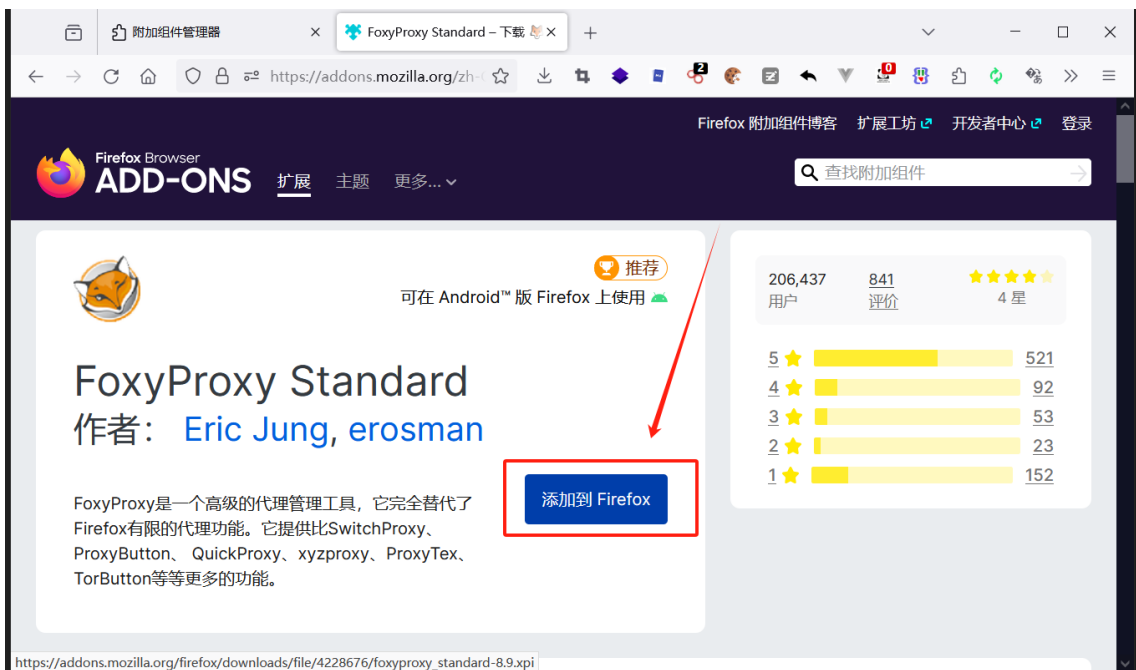 附加组件管理器
FoxyProxy Standard – 下载
https://addons.mozilla.org/zh-
2
0
Firefox 附加组件博客 扩展工坊 开发者中心 登录
Firefox Browser
ADD-ONS
扩展 主题 更多...
查找附加组件
推荐
可在 Android™ 版 Firefox 上使用
FoxyProxy Standard
作者： Eric Jung, erosman
FoxyProxy是一个高级的代理管理工具，它完全替代了
Firefox有限的代理功能。它提供比SwitchProxy、
ProxyButton、 QuickProxy、xyzproxy、ProxyTex、
TorButton等等更多的功能。
添加到 Firefox
206,437 841
用户 评价 4 星
5 521
4 92
3 53
2 23
1 152
https://addons.mozilla.org/firefox/downloads/file/4228676/foxyproxy_standard-8.9.xpi